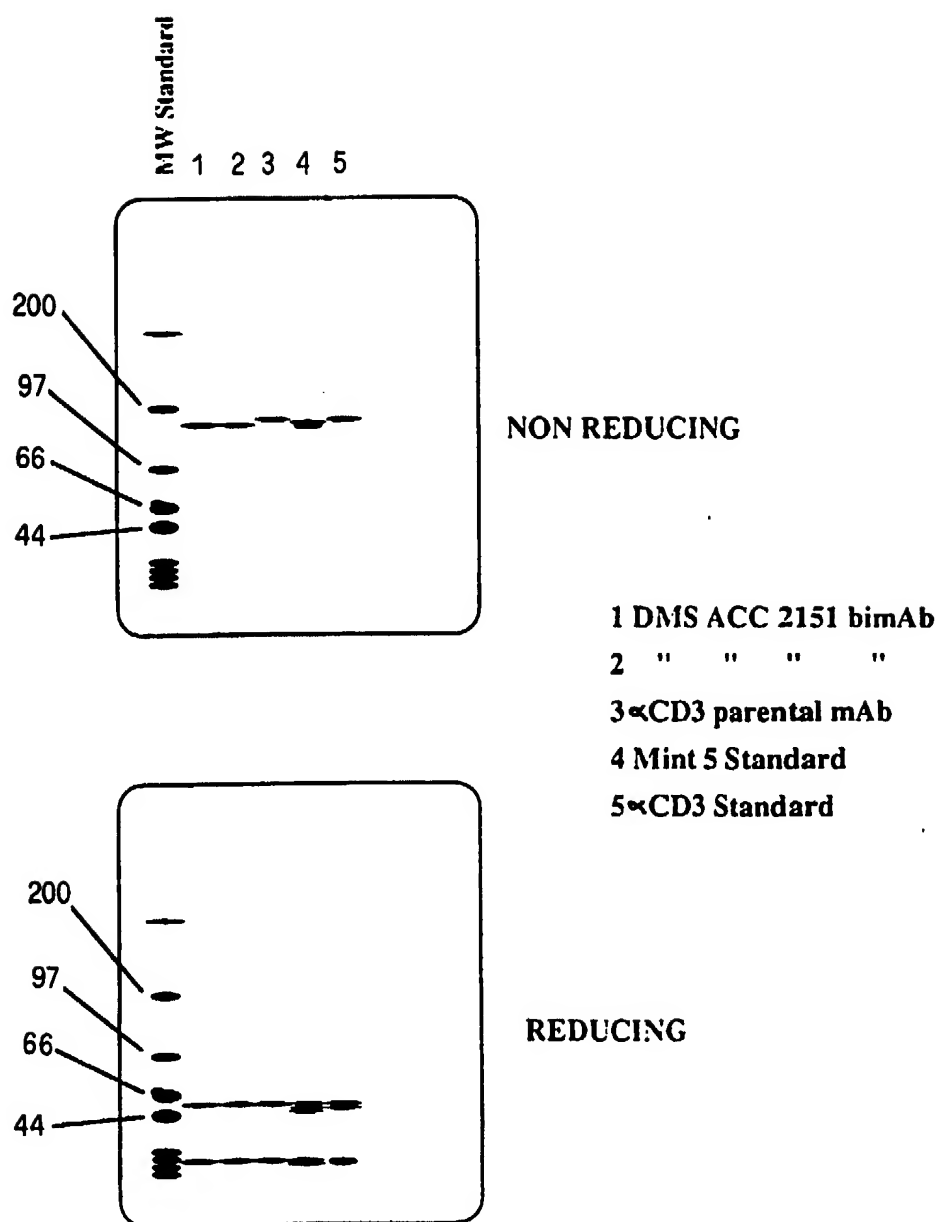 MW Standard
1 2 3 4 5
200
97
66
44
NON REDUCING
1 DMS ACC 2151 bimAb
2 " " " "
3 ∝CD3 parental mAb
4 Mint 5 Standard
5 ∝CD3 Standard
200
97
66
44
REDUCING